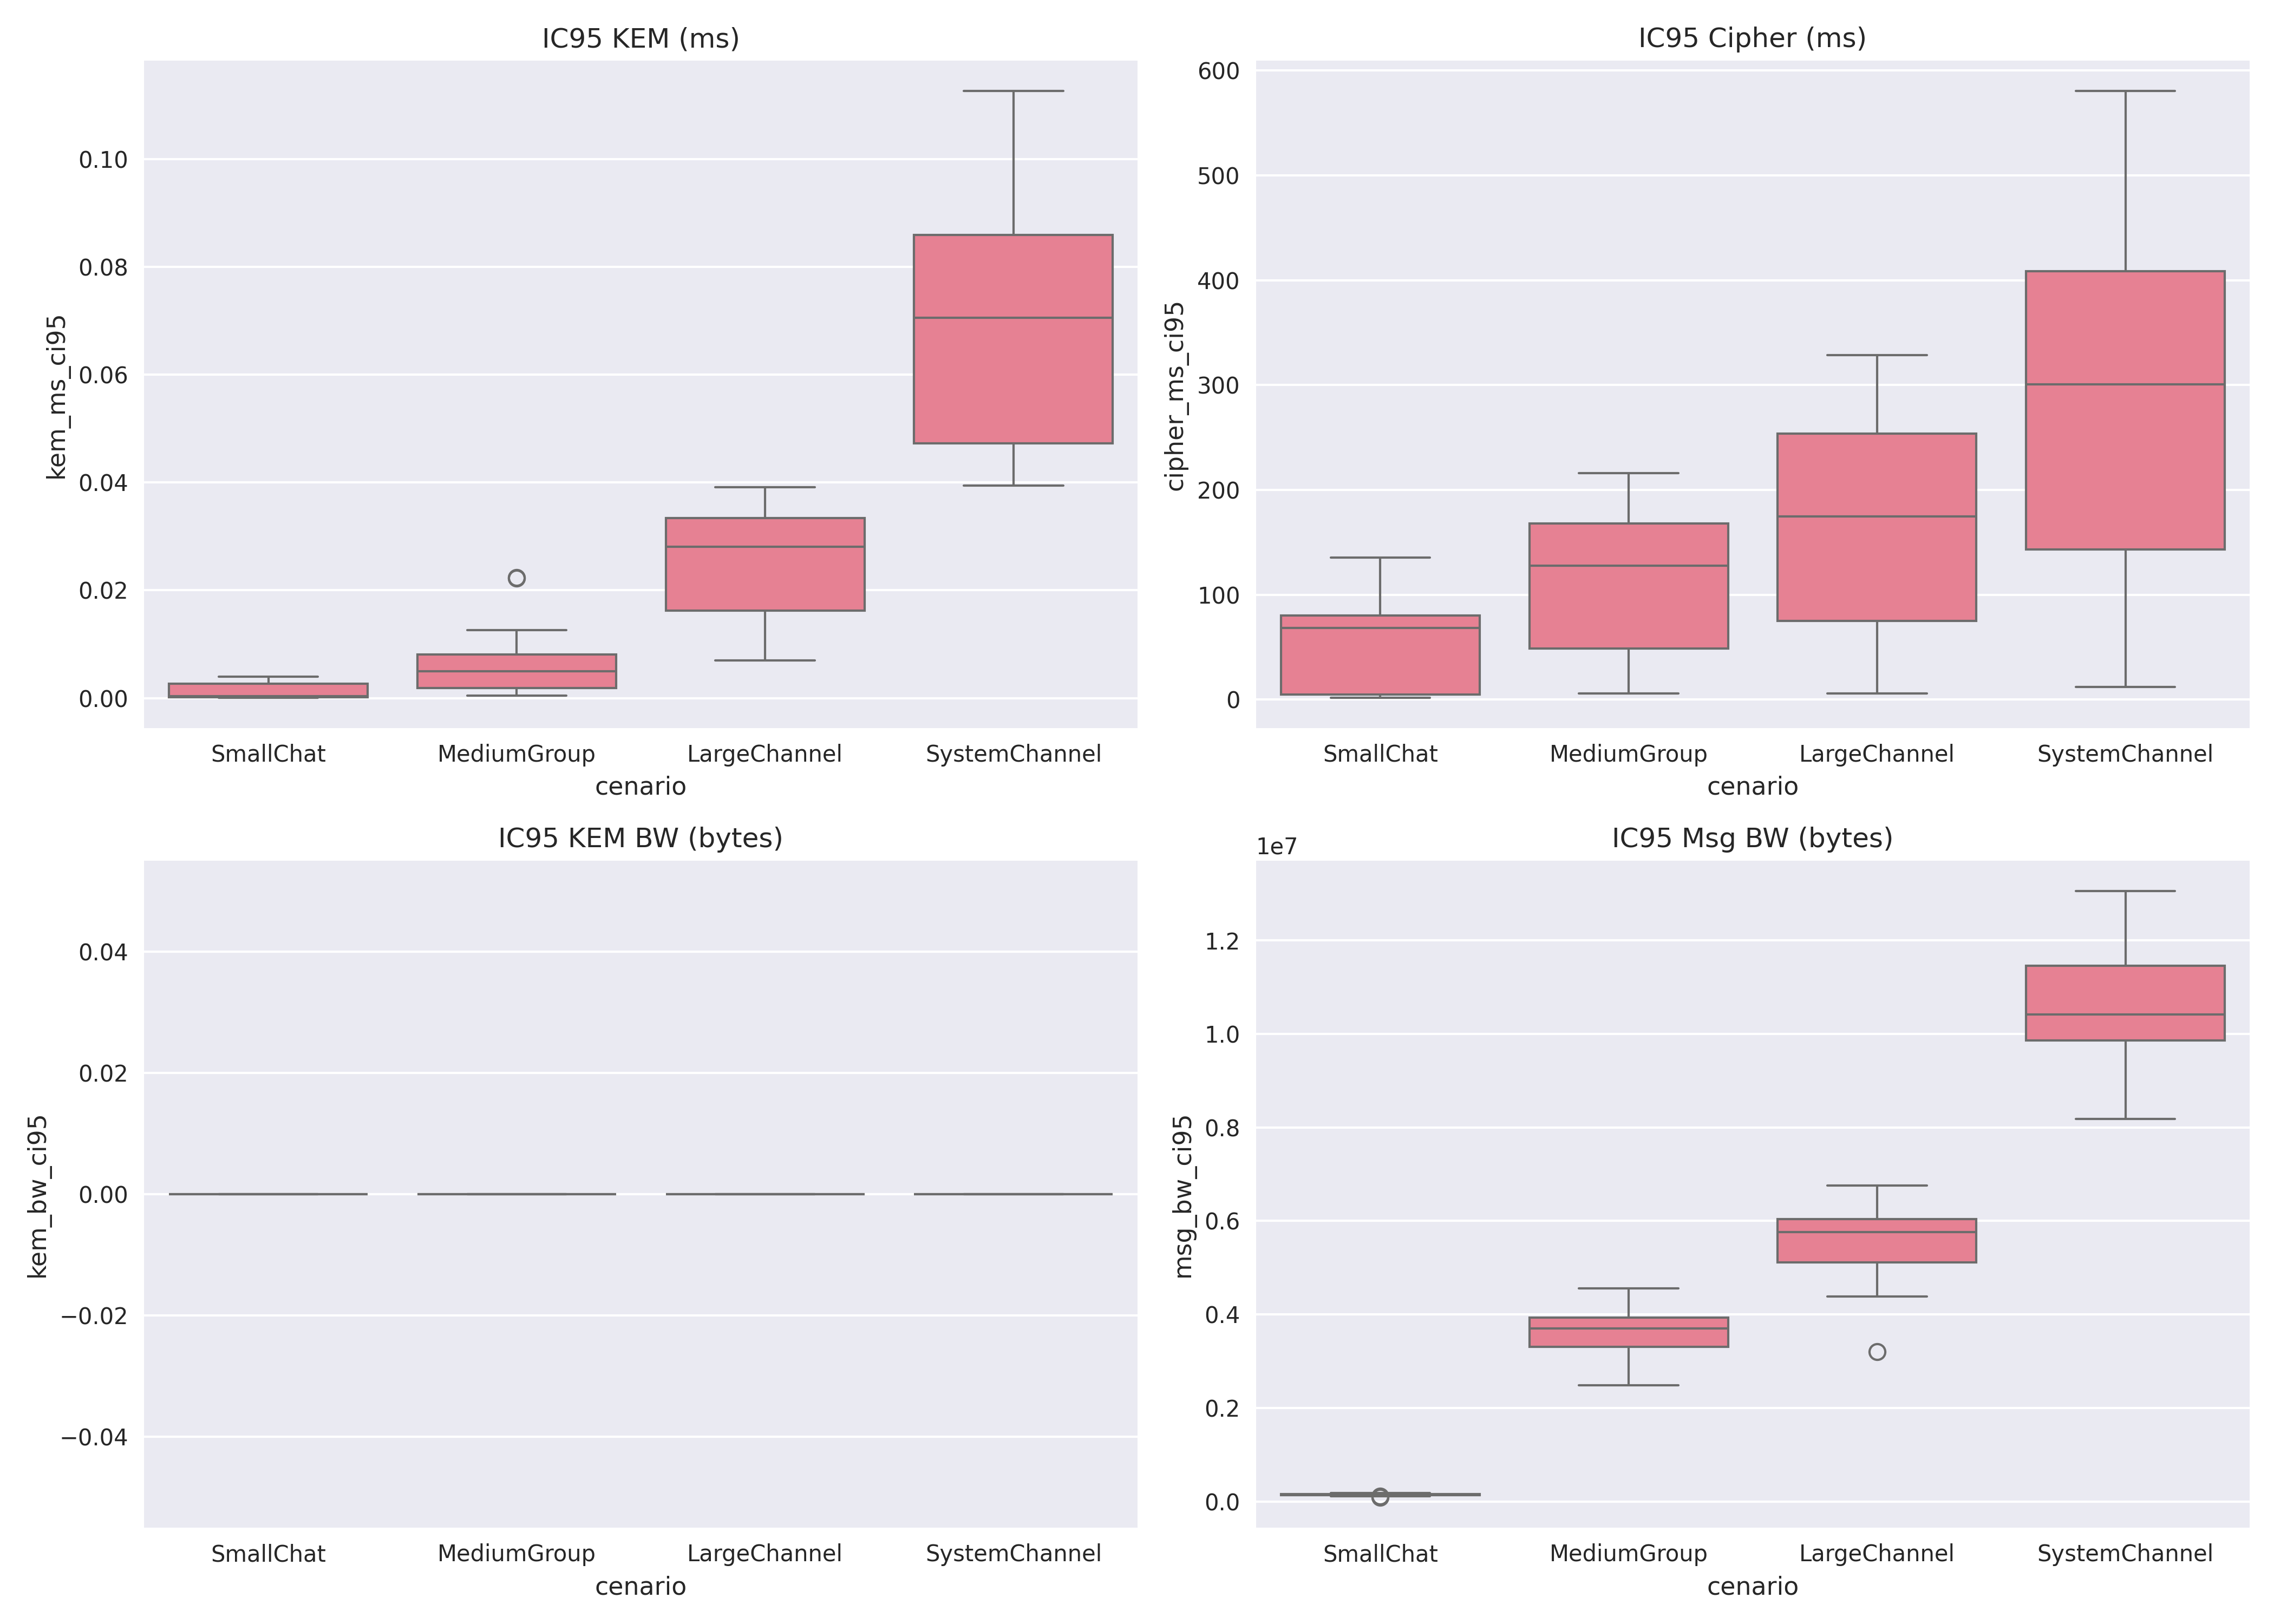 IC95 KEM (ms)
kem_ms_ci95
0.10
0.08
0.06
0.04
0.02
0.00
SmallChat MediumGroup LargeChannel SystemChannel
cenario
IC95 Cipher (ms)
cipher_ms_ci95
600
500
400
300
200
100
0
SmallChat MediumGroup LargeChannel SystemChannel
cenario
IC95 KEM BW (bytes)
kem_bw_ci95
0.04
0.02
0.00
−0.02
−0.04
SmallChat MediumGroup LargeChannel SystemChannel
cenario
IC95 Msg BW (bytes)
1e7
msg_bw_ci95
1.2
1.0
0.8
0.6
0.4
0.2
0.0
SmallChat MediumGroup LargeChannel SystemChannel
cenario